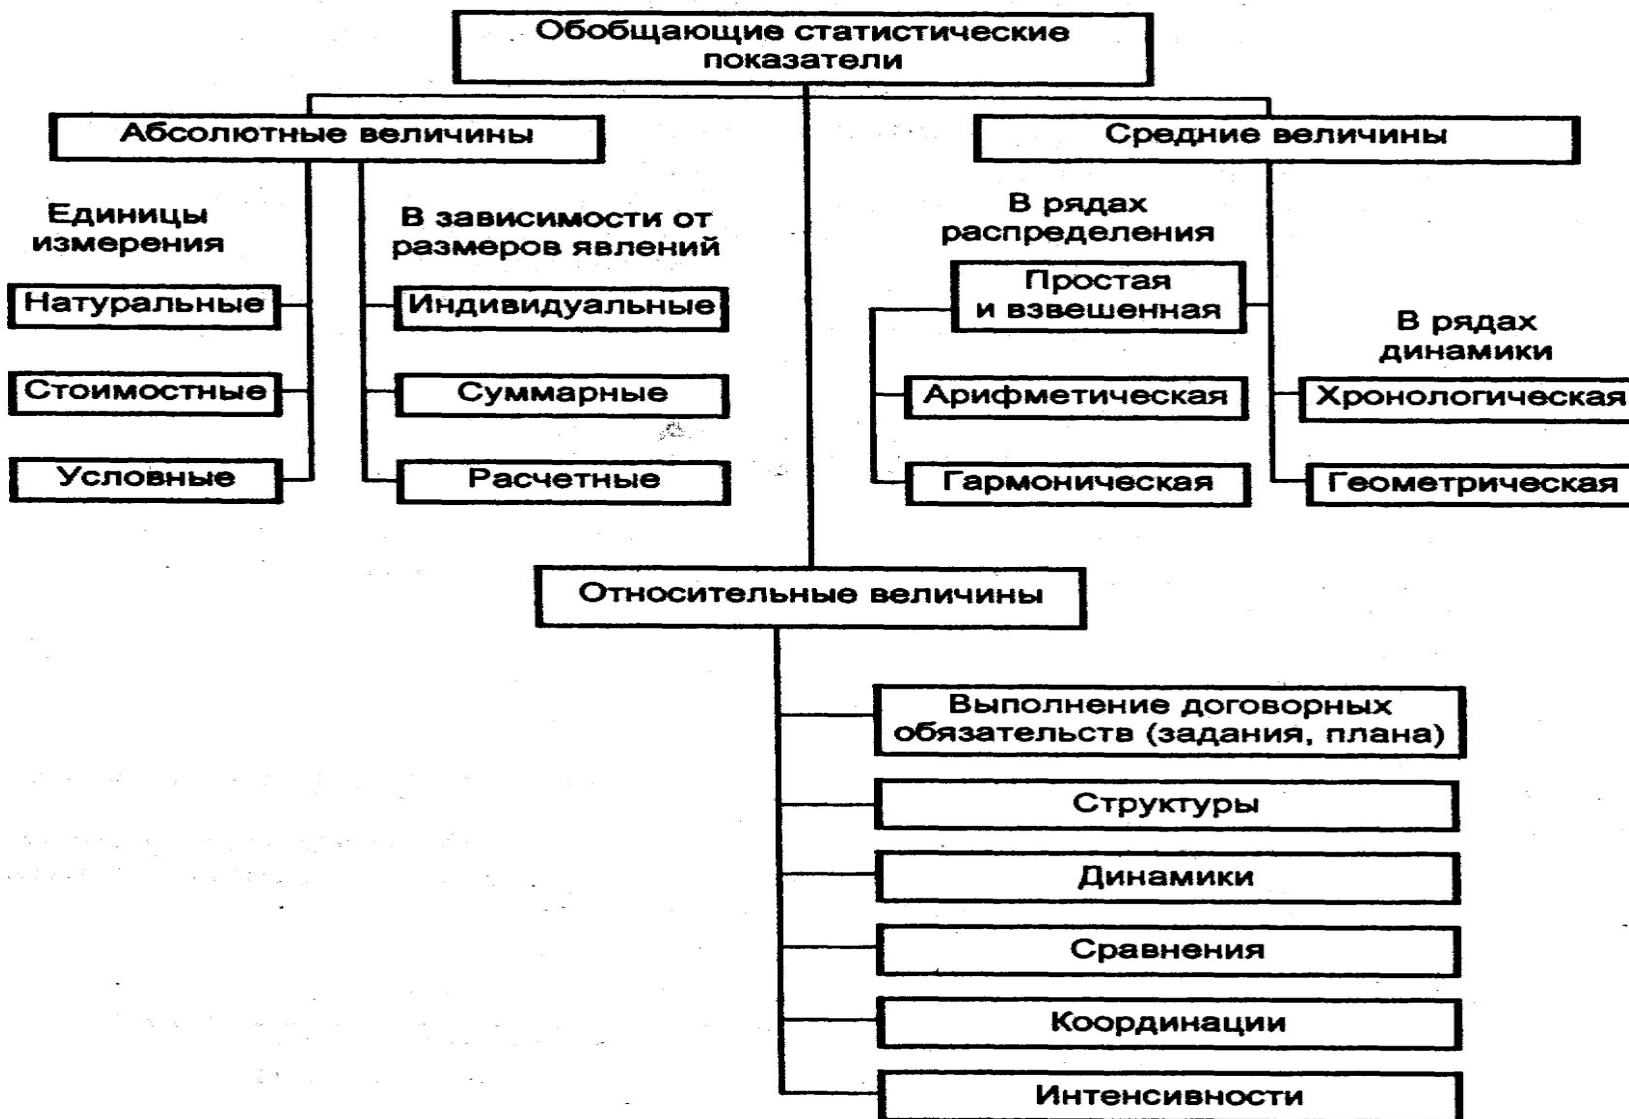 Обобщающие статистические
показатели
Абсолютные величины
Средние величины
Единицы
измерения
В зависимости от
размеров явлений
В рядах
распределения
Натуральные
Индивидуальные
Простая
и взвешенная
В рядах
динамики
Стоимостные
Суммарные
Арифметическая
Хронологическая
Условные
Расчетные
Гармоническая
Геометрическая
Относительные величины
Выполнение договорных
обязательств (задания, плана)
Структуры
Динамики
Сравнения
Координации
Интенсивности